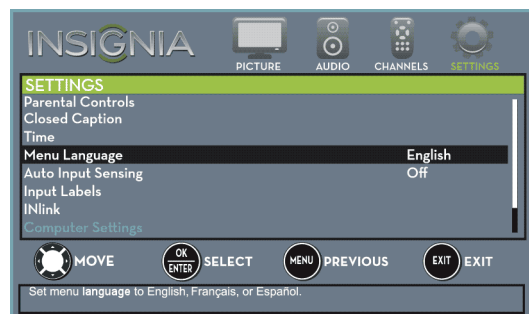 INSIGNIA
PICTURE AUDIO CHANNELS SETTINGS
SETTINGS
Parental Controls
Closed Caption
Time
Menu Language English
Auto Input Sensing Off
Input Labels
INlink
Computer Settings
MOVE OK ENTER SELECT MENU PREVIOUS EXIT EXIT
Set menu language to English, Français, or Español.